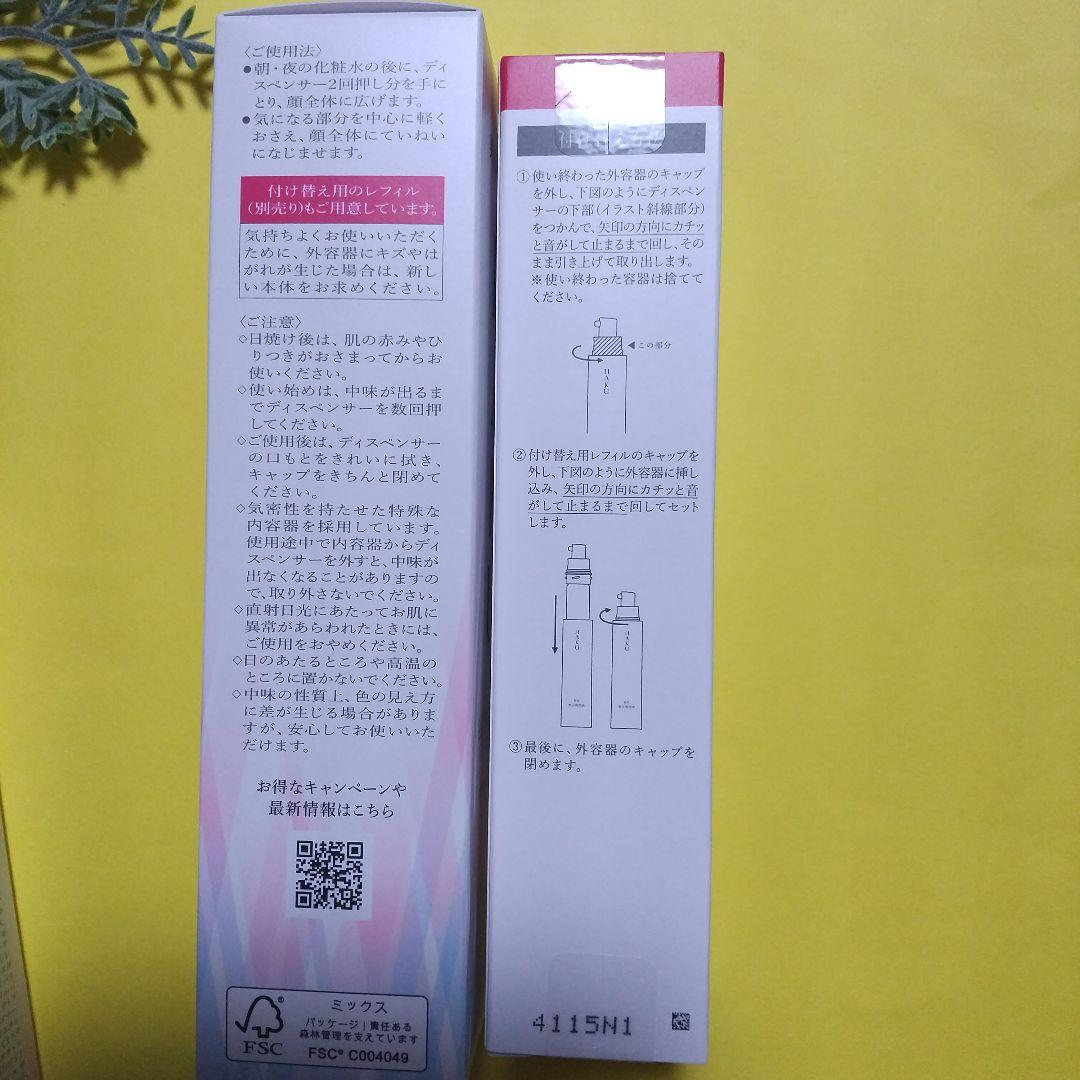 〈ご使用法〉
●朝・夜の化粧水の後に、ディ
スペンサー2回押し分を手に
とり、顔全体に広げます。
●気になる部分を中心に軽く
おさえ、顔全体にていねい
になじませます。
付け替え用のレフィル
(別売り)もご用意しています。
気持ちよくお使いいただく
ために、外容器にキズやは
がれが生じた場合は、新し
い本体をお求めください。
〈ご注意〉
◇日焼け後は、肌の赤みやひ
りつきがおさまってからお
使いください。
◇使い始めは、中味が出るま
でディスペンサーを数回押
してください。
◇ご使用後は、ディスペンサー
の口もとをきれいに拭き、
キャップをきちんと閉めて
ください。
◇気密性を持たせた特殊な
内容器を採用しています。
使用途中で内容器からディ
スペンサーを外すと、中味が
出なくなることがありますの
で、取り外さないでください。
◇直射日光にあたってお肌に
異常があらわれたときには、
ご使用をおやめください。
◇日のあたるところや高温の
ところに置かないでください。
◇中味の性質上、色の見え方
に差が生じる場合がありま
すが、安心してお使いいた
だけます。
お得なキャンペーンや
最新情報はこちら
FSC
ミックス
パッケージ|責任ある
森林管理を支えています
FSC® C004049
付け替え方法
①使い終わった外容器のキャップ
を外し、下図のようにディスペン
サーの下部(イラスト斜線部分)
をつかんで、矢印の方向にカチッ
と音がして止まるまで回し、その
まま引き上げて取り出します。
※使い終わった容器は捨てて
ください。
◀この部分
HAKU
②付け替え用レフィルのキャップを
外し、下図のように外容器に挿し
込み、矢印の方向にカチッと音
がして止まるまで回してセット
します。
HAKU
HAKU
③最後に、外容器のキャップを
閉めます。
4115N1